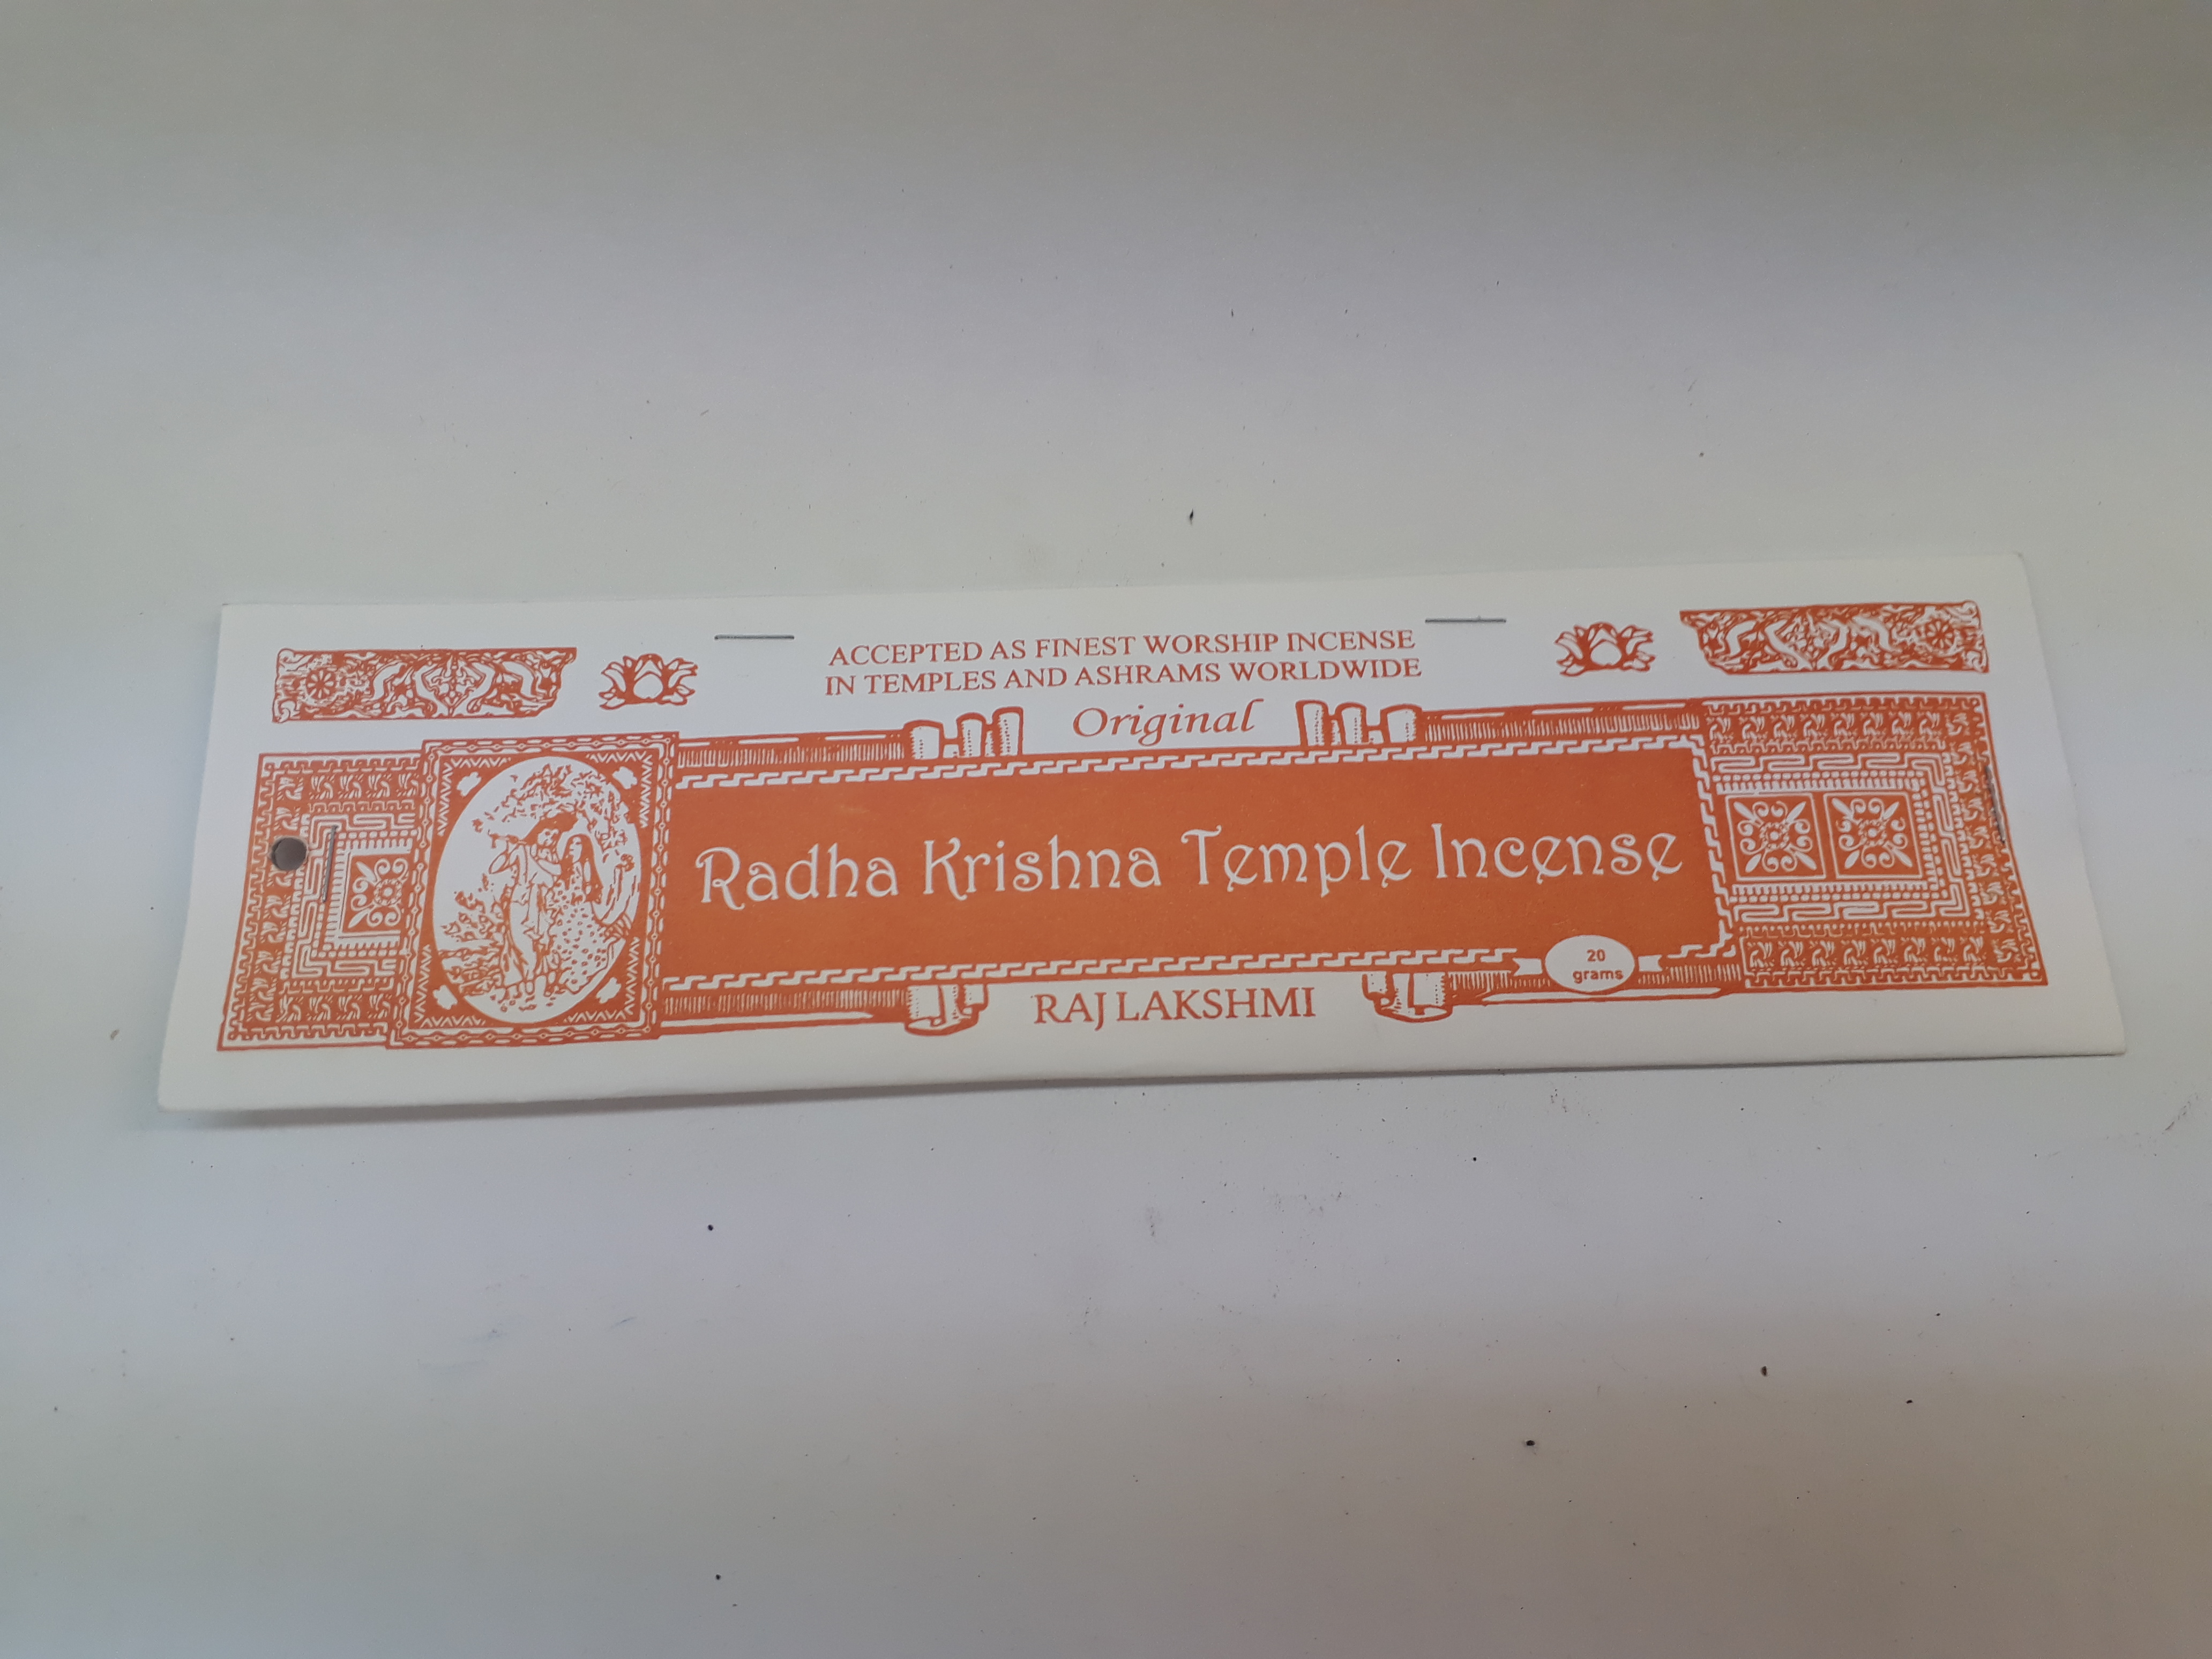 ACCEPTED AS FINEST WORSHIP INCENSE
IN TEMPLES AND ASHRAMS WORLDWIDE
Original
Radha Krishna Temple Incense
20
grams
RAJ LAKSHMI